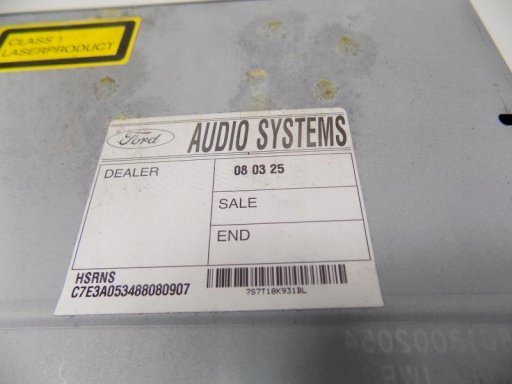 CLASS 1
LASERPRODUCT
Ford AUDIO SYSTEMS
DEALER 08 03 25
SALE
END
HSRNS
C7E3A053488080907
7S7T18K931BL